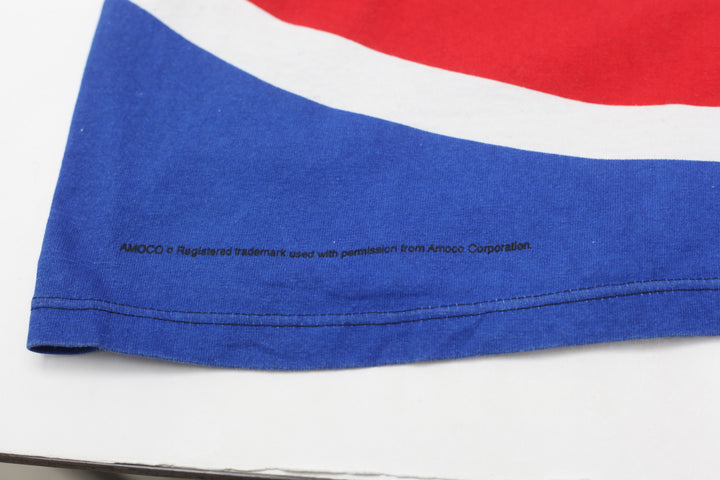 AMOCO © Registered trademark used with permission from Amoco Corporation.